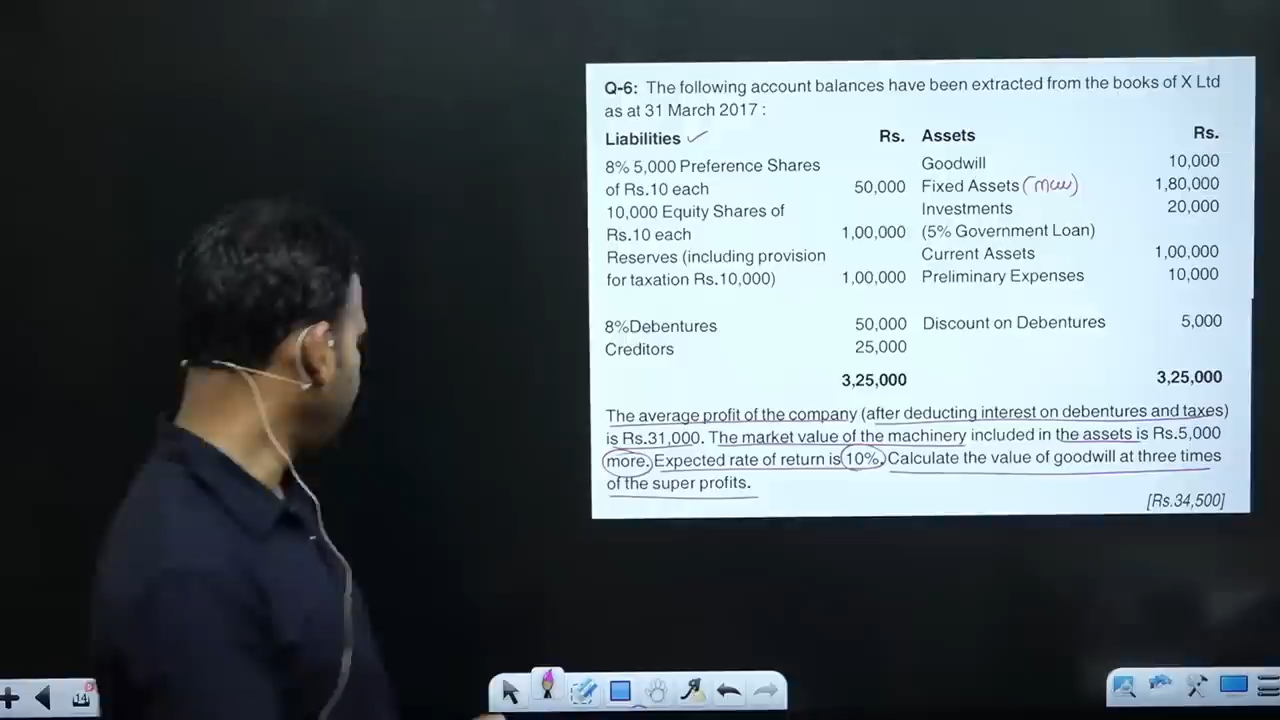 Q-6: The following account balances have been extracted from the books of X Ltd
as at 31 March 2017 :
Liabilities Rs. Assets Rs.
8% 5,000 Preference Shares Goodwill 10,000
of Rs.10 each 50,000 Fixed Assets 1,80,000
10,000 Equity Shares of Investments 20,000
Rs.10 each 1,00,000 (5% Government Loan)
Reserves (including provision Current Assets 1,00,000
for taxation Rs.10,000) 1,00,000 Preliminary Expenses 10,000
8%Debentures 50,000 Discount on Debentures 5,000
Creditors 25,000
3,25,000 3,25,000
The average profit of the company (after deducting interest on debentures and taxes)
is Rs.31,000. The market value of the machinery included in the assets is Rs.5,000
more. Expected rate of return is 10%. Calculate the value of goodwill at three times
of the super profits.
[Rs.34,500]
14